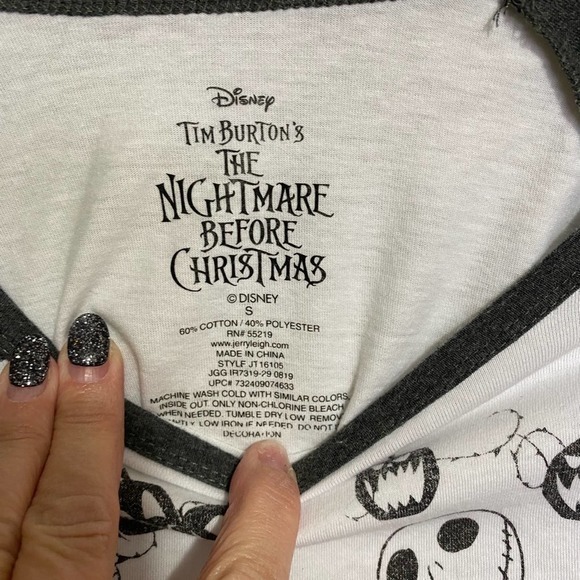 Disney
TIM BURTON'S
THE
NIGHTMARE
BEFORE
CHRISTMAS
© DISNEY
S
60% COTTON / 40% POLYESTER
RN# 55219
www.jerryleigh.com
MADE IN CHINA
STYLE JT16105
JGG IR7319-29 0819
UPC# 732409074633
MACHINE WASH COLD WITH SIMILAR COLORS
INSIDE OUT. ONLY NON-CHLORINE BLEACH
WHEN NEEDED. TUMBLE DRY LOW. REMOVE
LOW IRON IF NEEDED. DO NOT
DECORATION